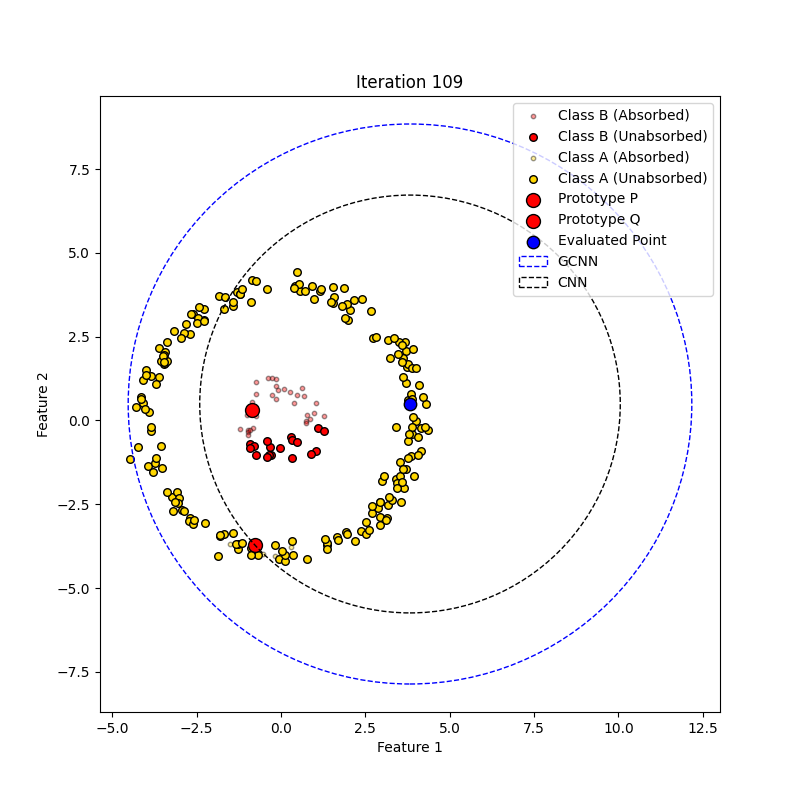 Iteration 109
Class B (Absorbed)
Class B (Unabsorbed)
Class A (Absorbed)
Class A (Unabsorbed)
Prototype P
Prototype Q
Evaluated Point
GCNN
CNN
7.5
5.0
2.5
0.0
−2.5
−5.0
−7.5
Feature 2
−5.0 −2.5 0.0 2.5 5.0 7.5 10.0 12.5
Feature 1